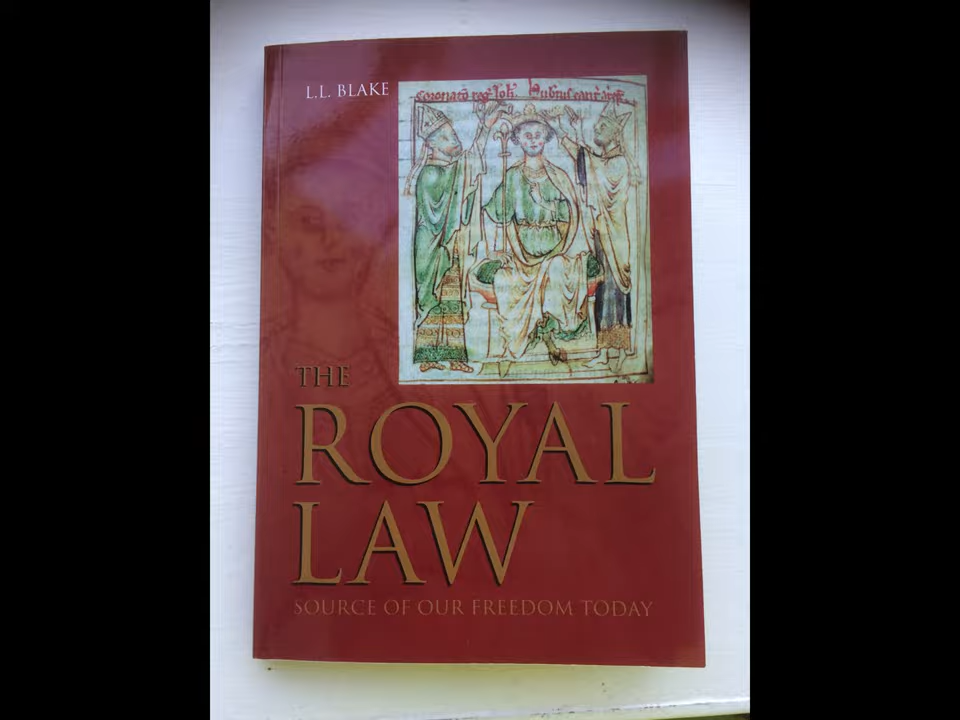 L.L. BLAKE
THE
ROYAL
LAW
SOURCE OF OUR FREEDOM TODAY